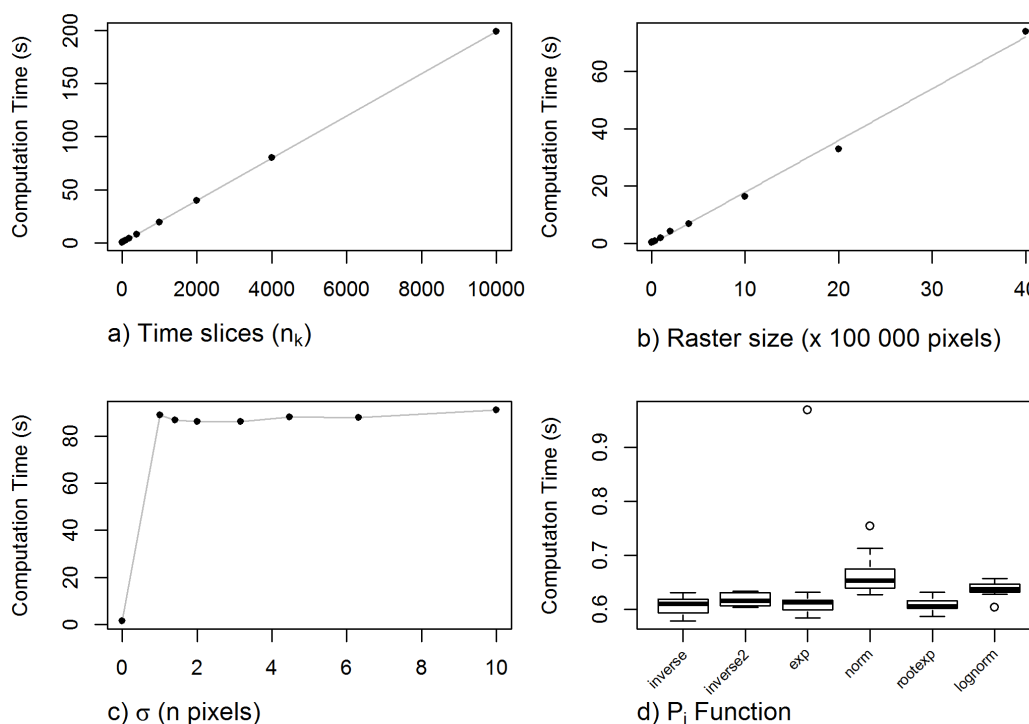 Computation Time (s)
200
150
100
50
0
0 2000 4000 6000 8000 10000
a) Time slices (nk)
Computation Time (s)
60
40
20
0
0 10 20 30 40
b) Raster size (x 100 000 pixels)
Computation Time (s)
80
60
40
20
0
0 2 4 6 8 10
c) σ (n pixels)
Computation Time (s)
0.9
0.8
0.7
0.6
inverse inverse2 exp norm rootexp lognorm
d) Pj Function